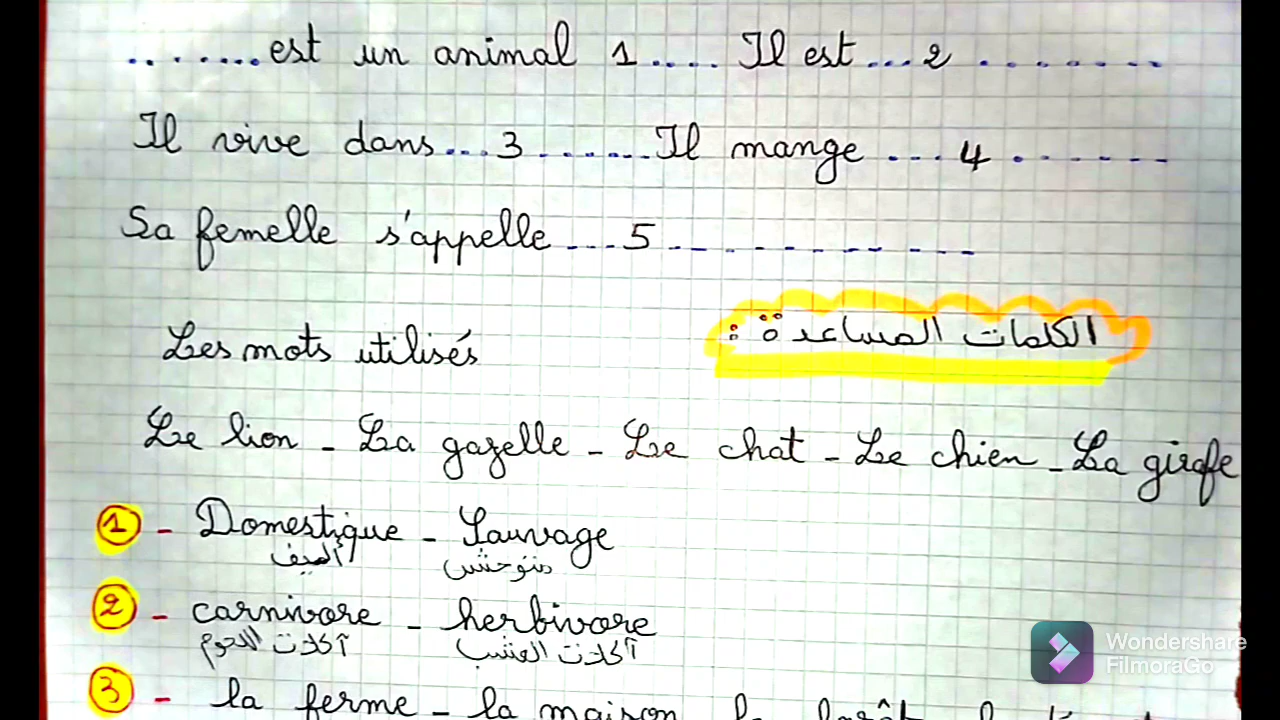 ........est un animal 1.... Il est ...2 ........
Il vive dans...3.......Il mange ...4.......
Sa femelle s'appelle ...5...........
Les mots utilisés
الكلمات المساعدة :
Le lion - La gazelle - Le chat - Le chien - La girafe
1 - Domestique - Sauvage
أليف متوحش
2 - carnivore - herbivore
آكلات اللحوم آكلات العشب
3 - la ferme - la maison
Wondershare
FilmoraGo